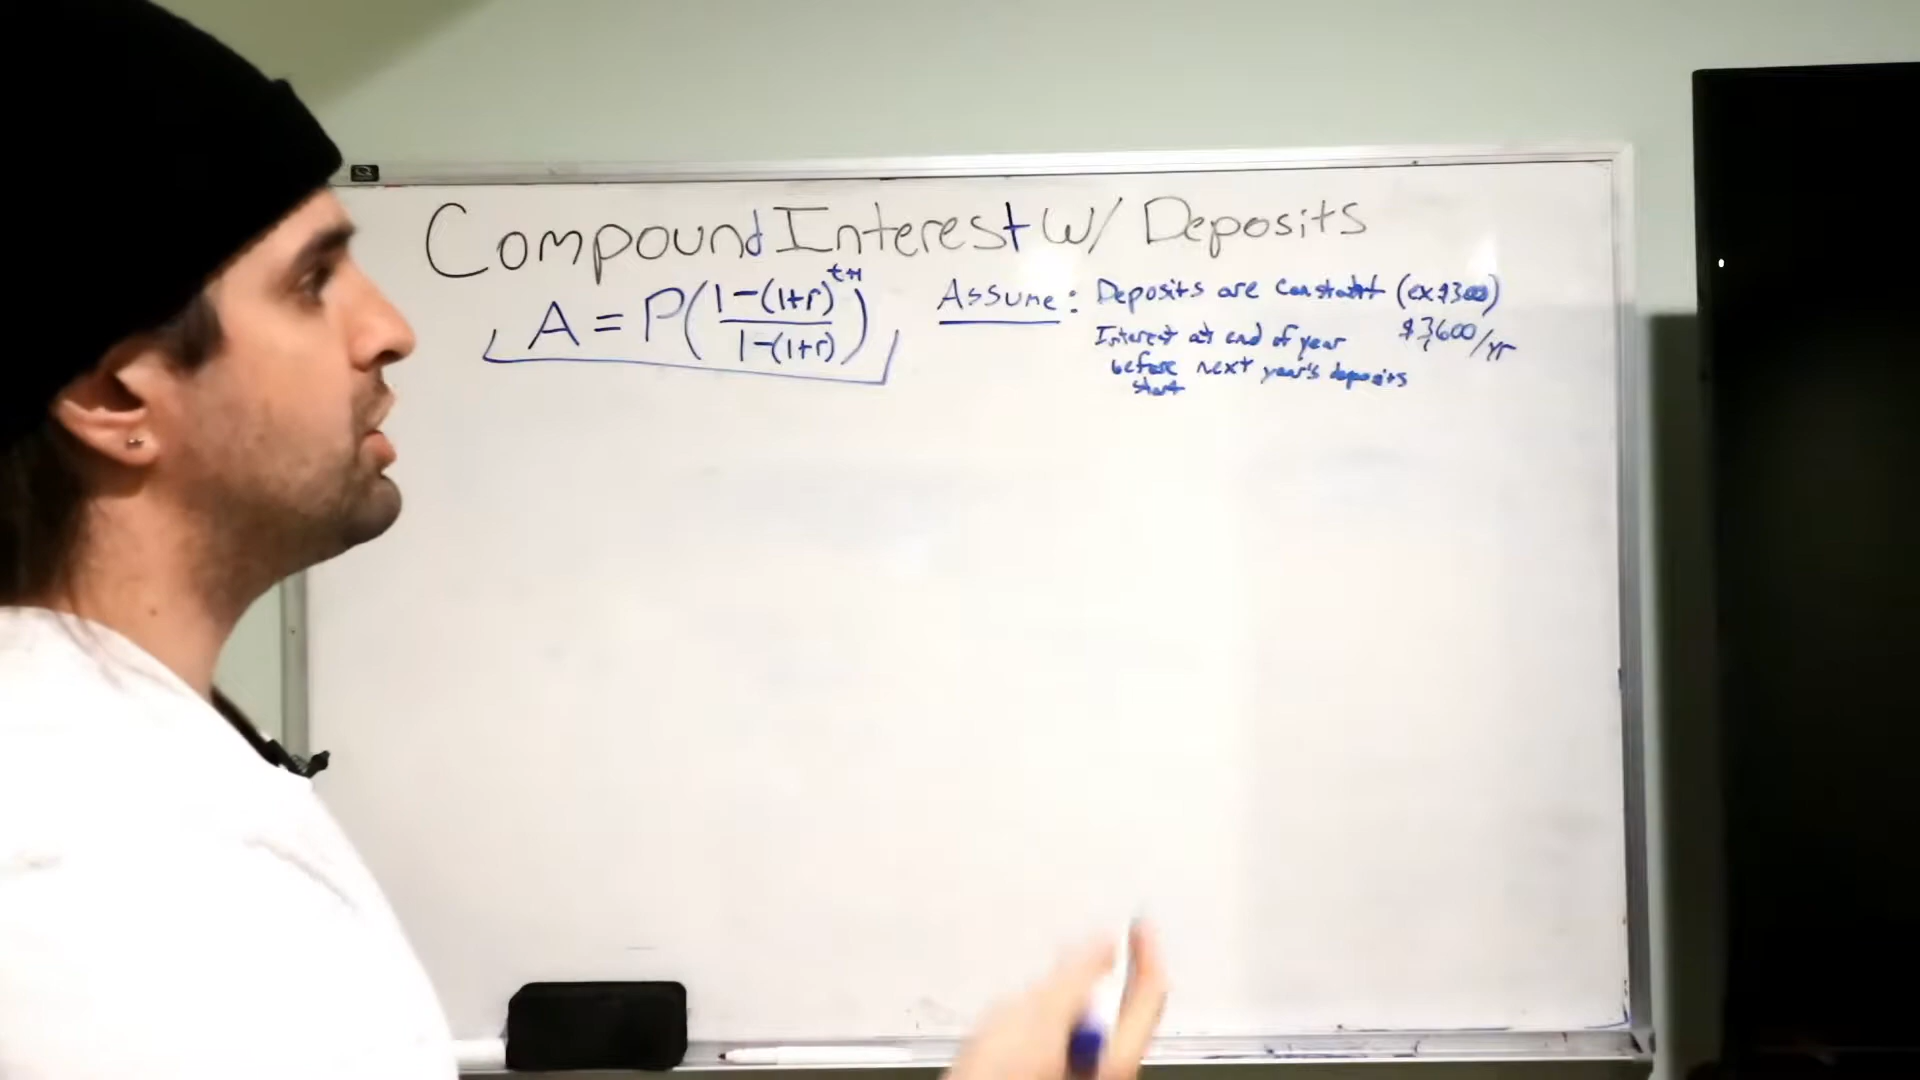 Compound Interest w/ Deposits
A = P(1-(1+r)^t+1 / 1-(1+r))
Assume: Deposits are constant (ex $300)
$3600/yr
Interest at end of year
before next year's deposits
start